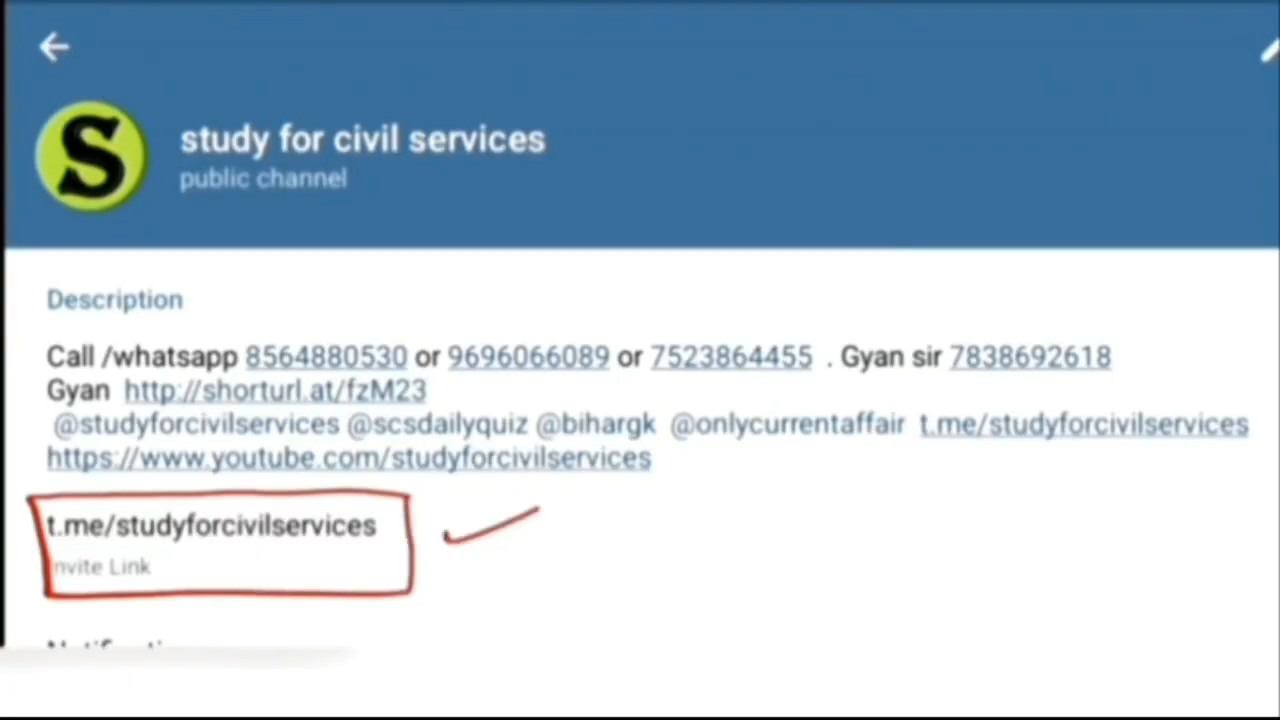 S
study for civil services
public channel
Description
Call /whatsapp 8564880530 or 9696066089 or 7523864455 . Gyan sir 7838692618
Gyan http://shorturl.at/fzM23
@studyforcivilservices @scsdailyquiz @bihargk @onlycurrentaffair t.me/studyforcivilservices
https://www.youtube.com/studyforcivilservices
t.me/studyforcivilservices
nvite Link